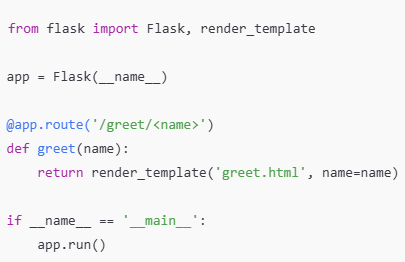 from flask import Flask, render_template
app = Flask(__name__)
@app.route('/greet/<name>')
def greet(name):
    return render_template('greet.html', name=name)
if __name__ == '__main__':
    app.run()